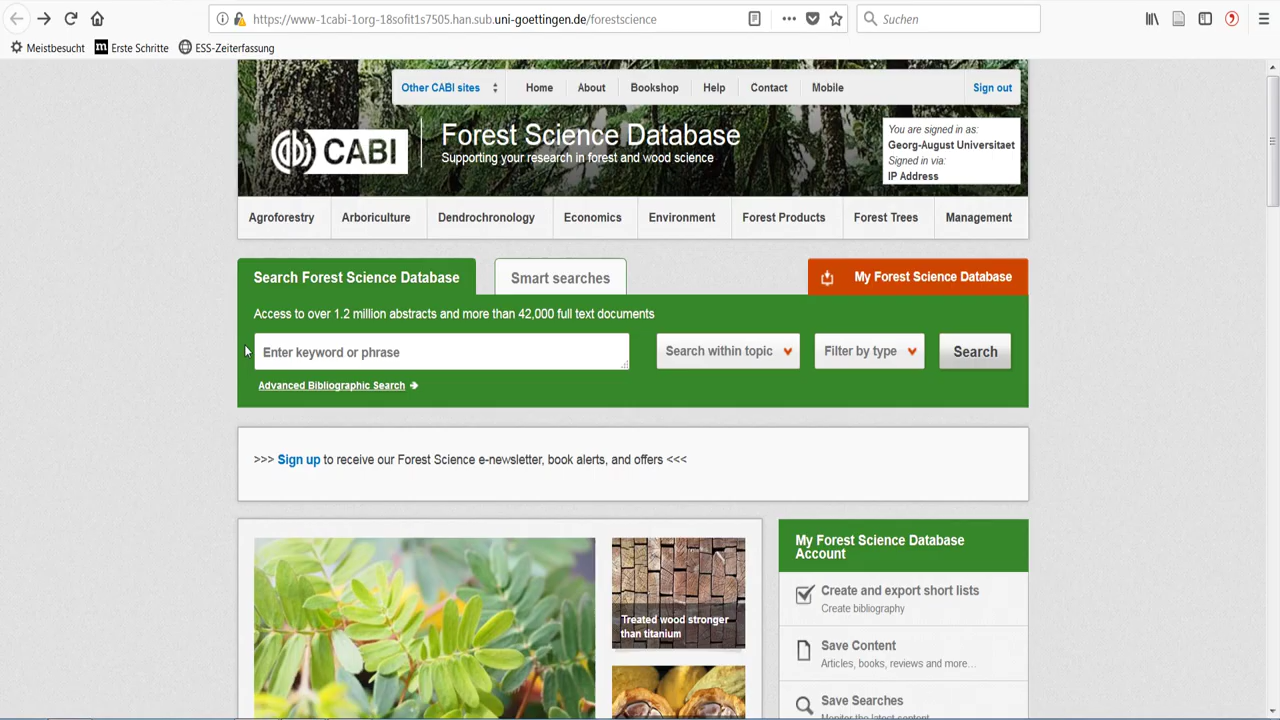 https://www-1cabi-1org-18sofit1s7505.han.sub.uni-goettingen.de/forestscience
Suchen
Meistbesucht
m Erste Schritte
ESS-Zeiterfassung
Other CABI sites
Home
About
Bookshop
Help
Contact
Mobile
Sign out
CABI
Forest Science Database
Supporting your research in forest and wood science
You are signed in as:
Georg-August Universitaet
Signed in via:
IP Address
Agroforestry
Arboriculture
Dendrochronology
Economics
Environment
Forest Products
Forest Trees
Management
Search Forest Science Database
Smart searches
My Forest Science Database
Access to over 1.2 million abstracts and more than 42,000 full text documents
Enter keyword or phrase
Search within topic
Filter by type
Search
Advanced Bibliographic Search
>>> Sign up to receive our Forest Science e-newsletter, book alerts, and offers <<<
Treated wood stronger
than titanium
My Forest Science Database
Account
Create and export short lists
Create bibliography
Save Content
Articles, books, reviews and more…
Save Searches
Monitor the latest content